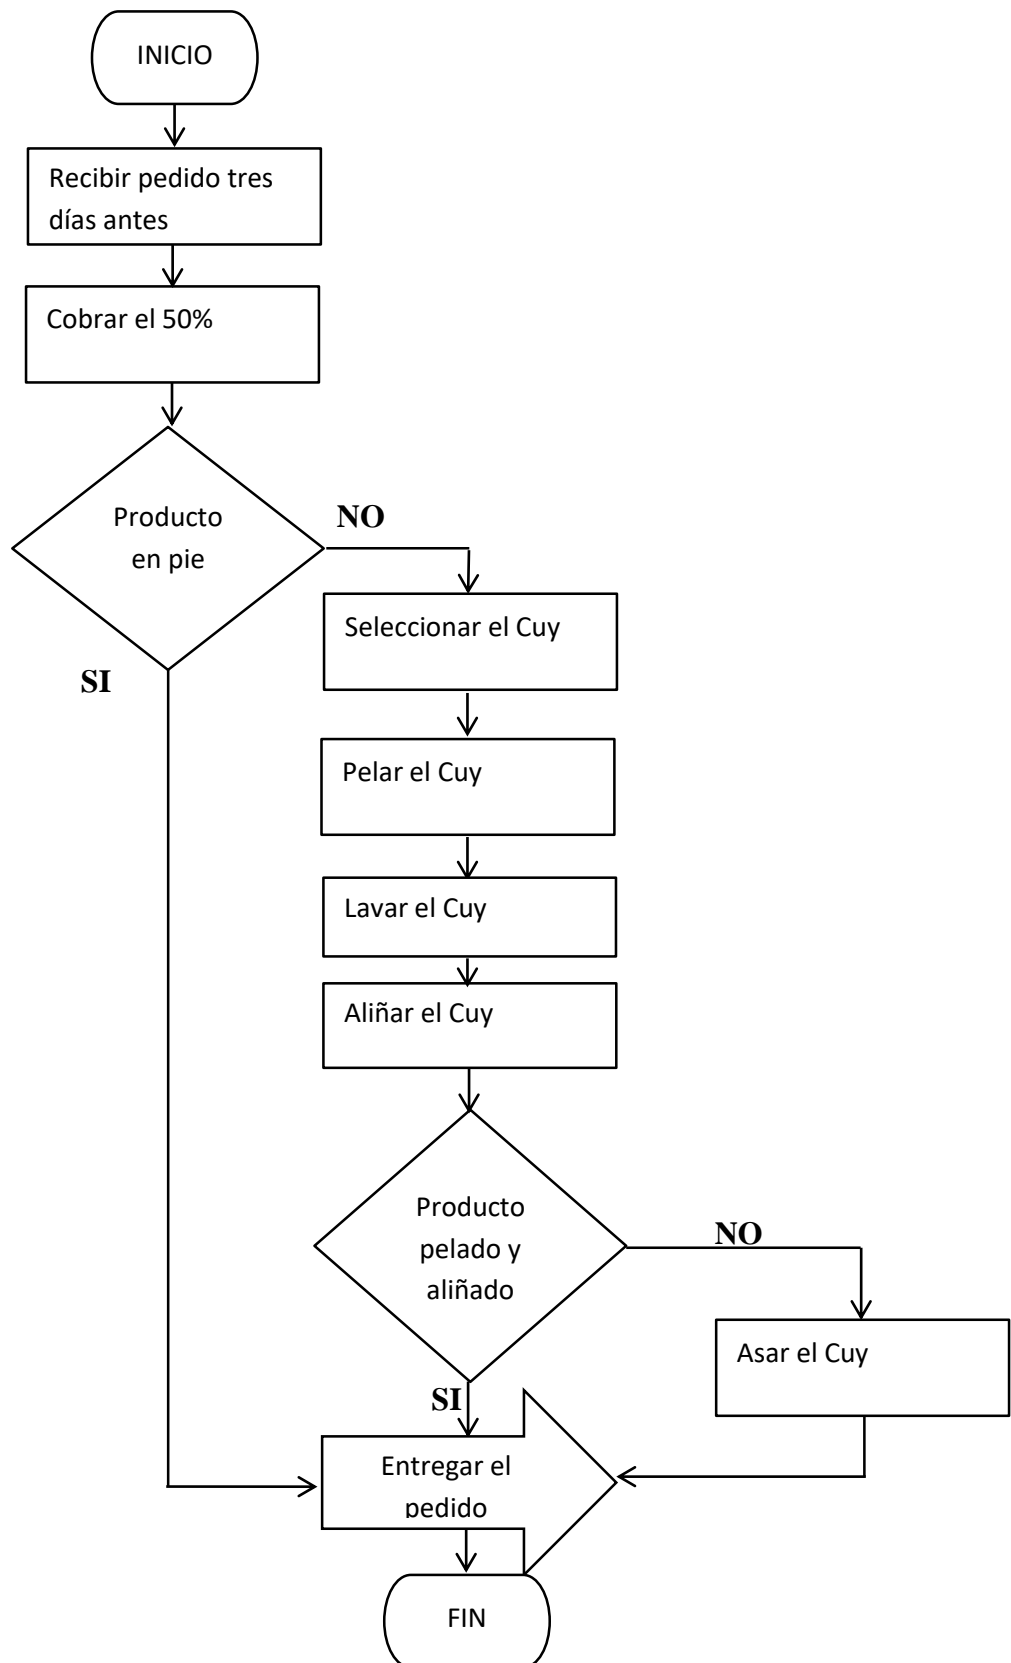 INICIO
Recibir pedido tres
días antes
Cobrar el 50%
Producto
en pie
NO
SI
Seleccionar el Cuy
Pelar el Cuy
Lavar el Cuy
Aliñar el Cuy
Producto
pelado y
aliñado
NO
SI
Asar el Cuy
Entregar el
pedido
FIN